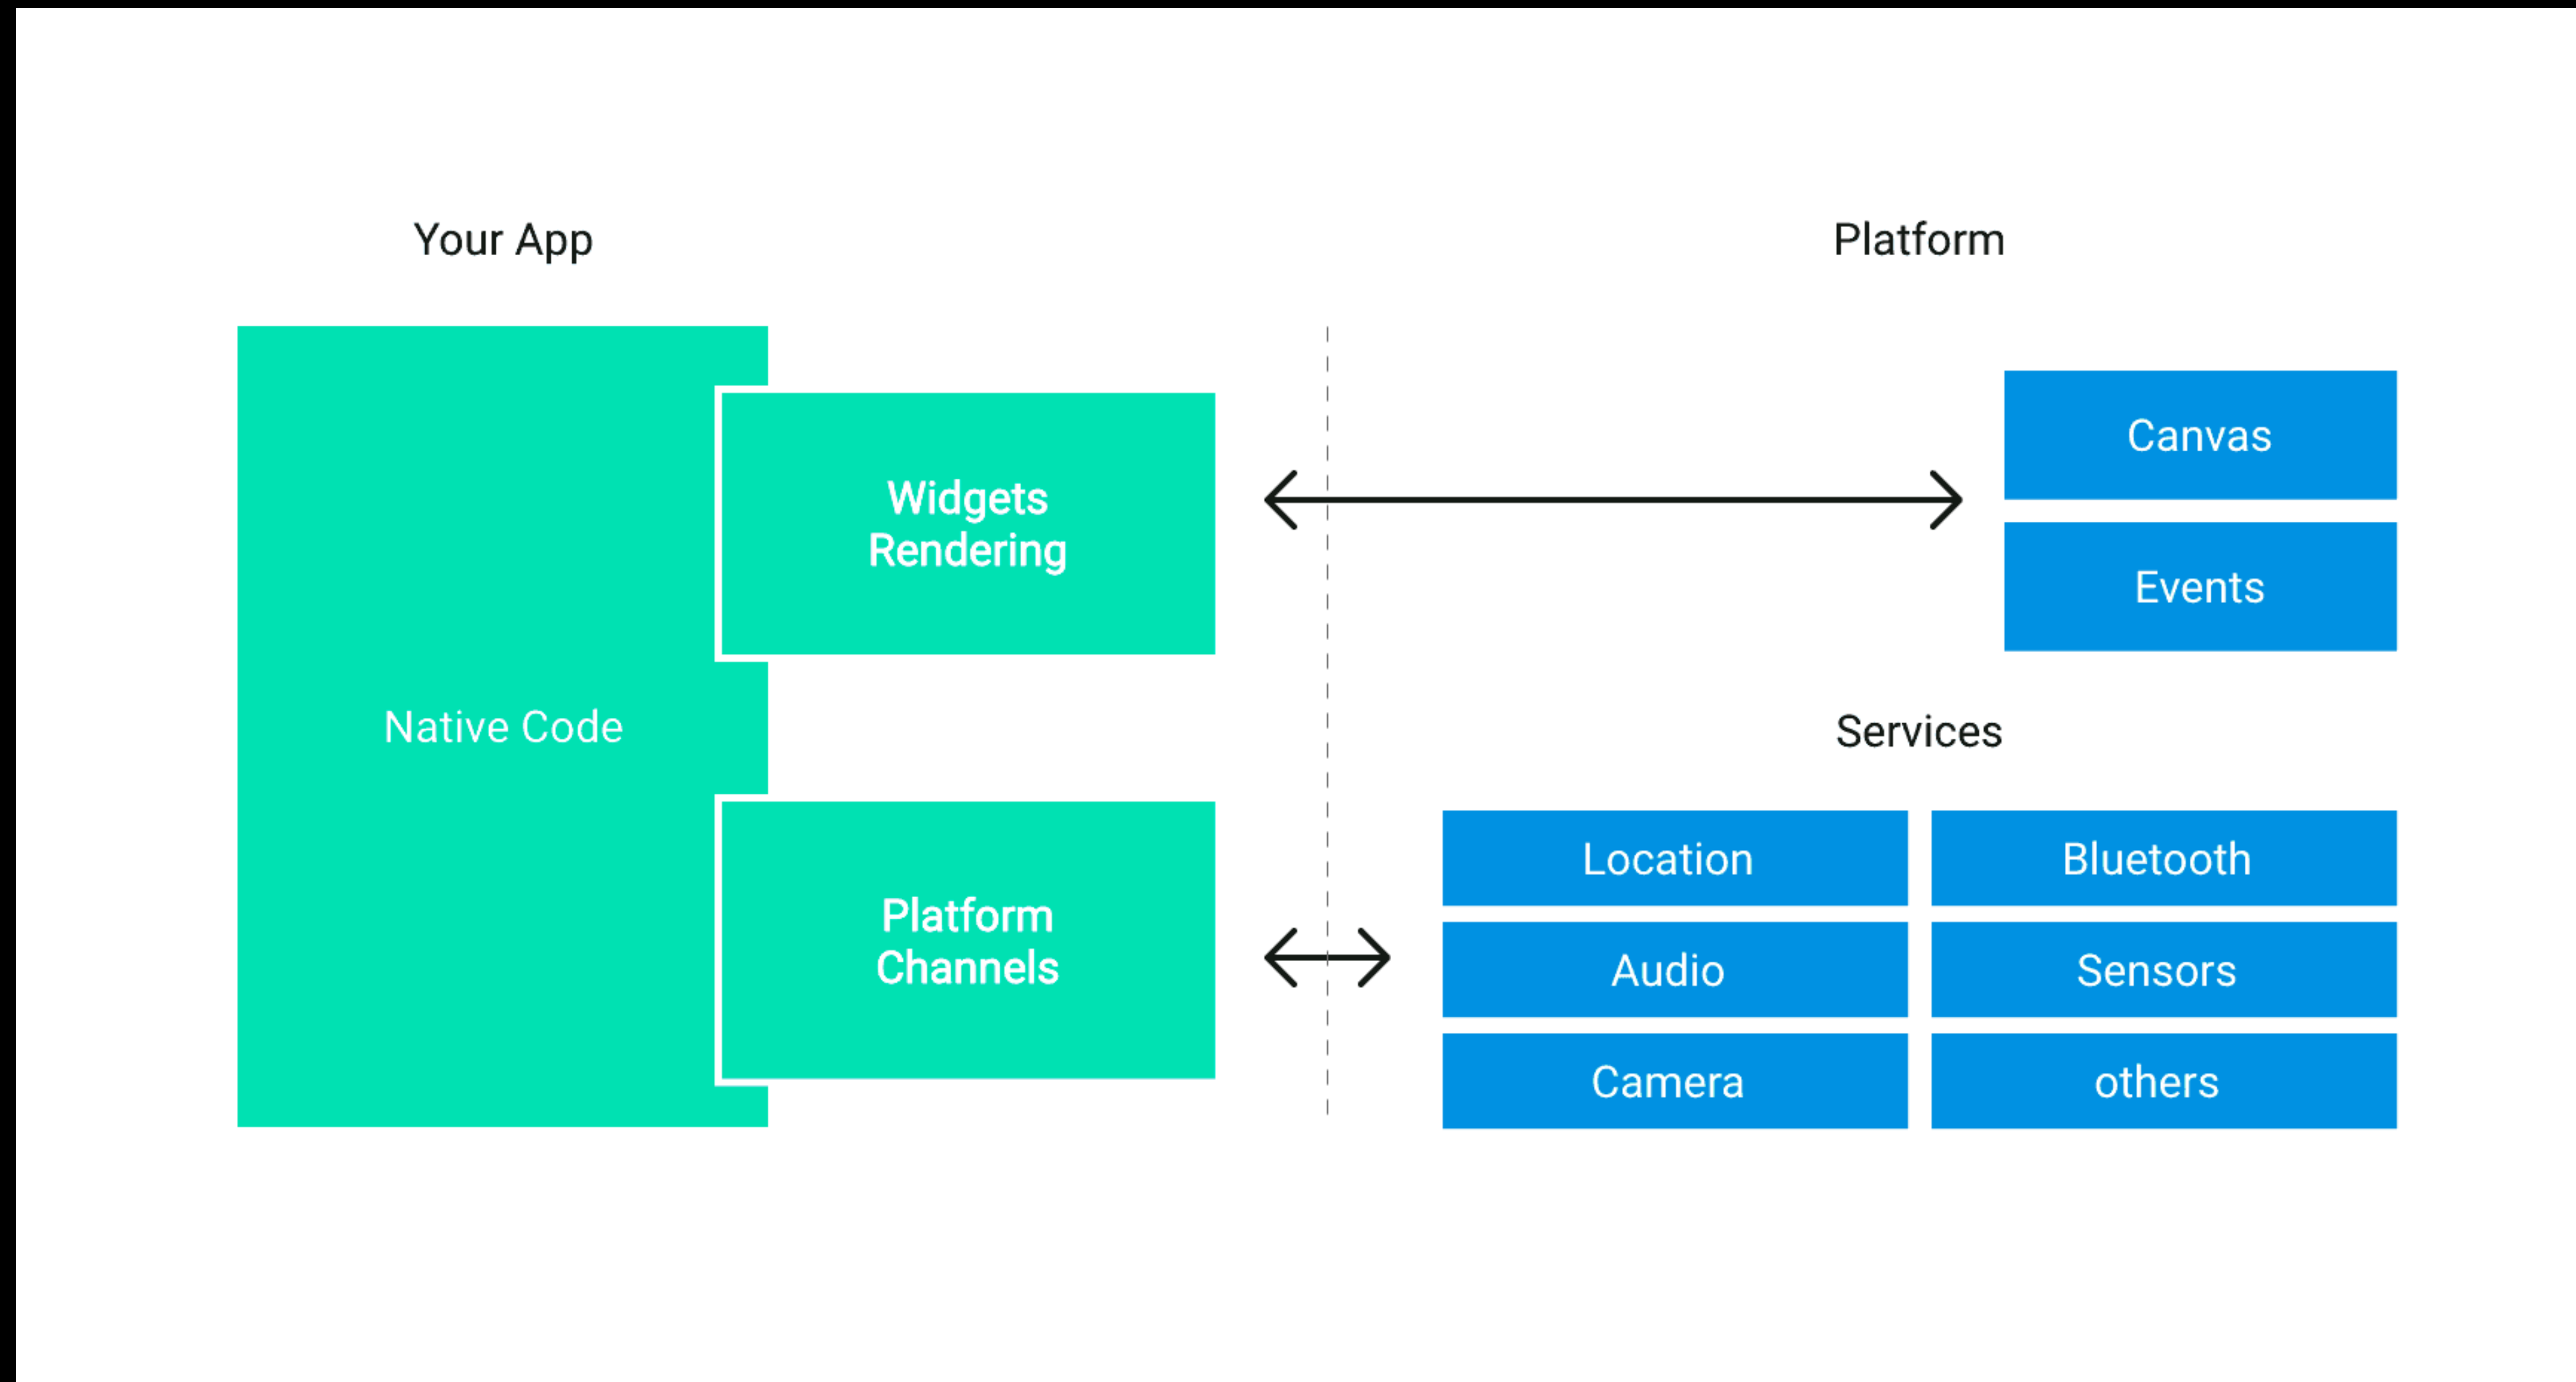 Your App
Platform
Native Code
Widgets
Rendering
Platform
Channels
Canvas
Events
Services
Location
Bluetooth
Audio
Sensors
Camera
others